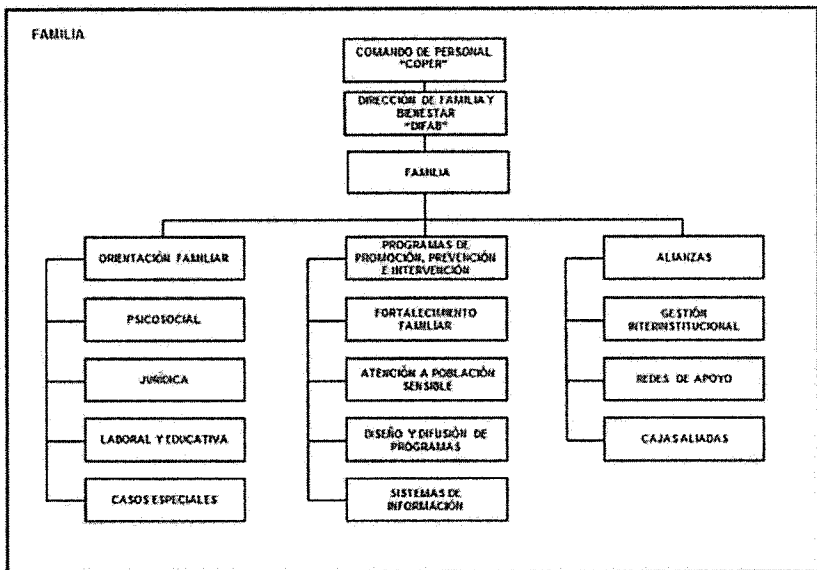 FAMILIA
COMANDO DE PERSONAL
"COPER"
DIRECCIÓN DE FAMILIA Y
BIENESTAR
"DIFAB"
FAMILIA
ORIENTACIÓN FAMILIAR
PSICOSOCIAL
JURÍDICA
LABORAL Y EDUCATIVA
CASOS ESPECIALES
PROGRAMAS DE
PROMOCIÓN, PREVENCIÓN
E INTERVENCIÓN
FORTALECIMIENTO
FAMILIAR
ATENCIÓN A POBLACIÓN
SENSIBLE
DISEÑO Y DIFUSIÓN DE
PROGRAMAS
SISTEMAS DE
INFORMACIÓN
ALIANZAS
GESTIÓN
INTERINSTITUCIONAL
REDES DE APOYO
CAJAS ALIADAS